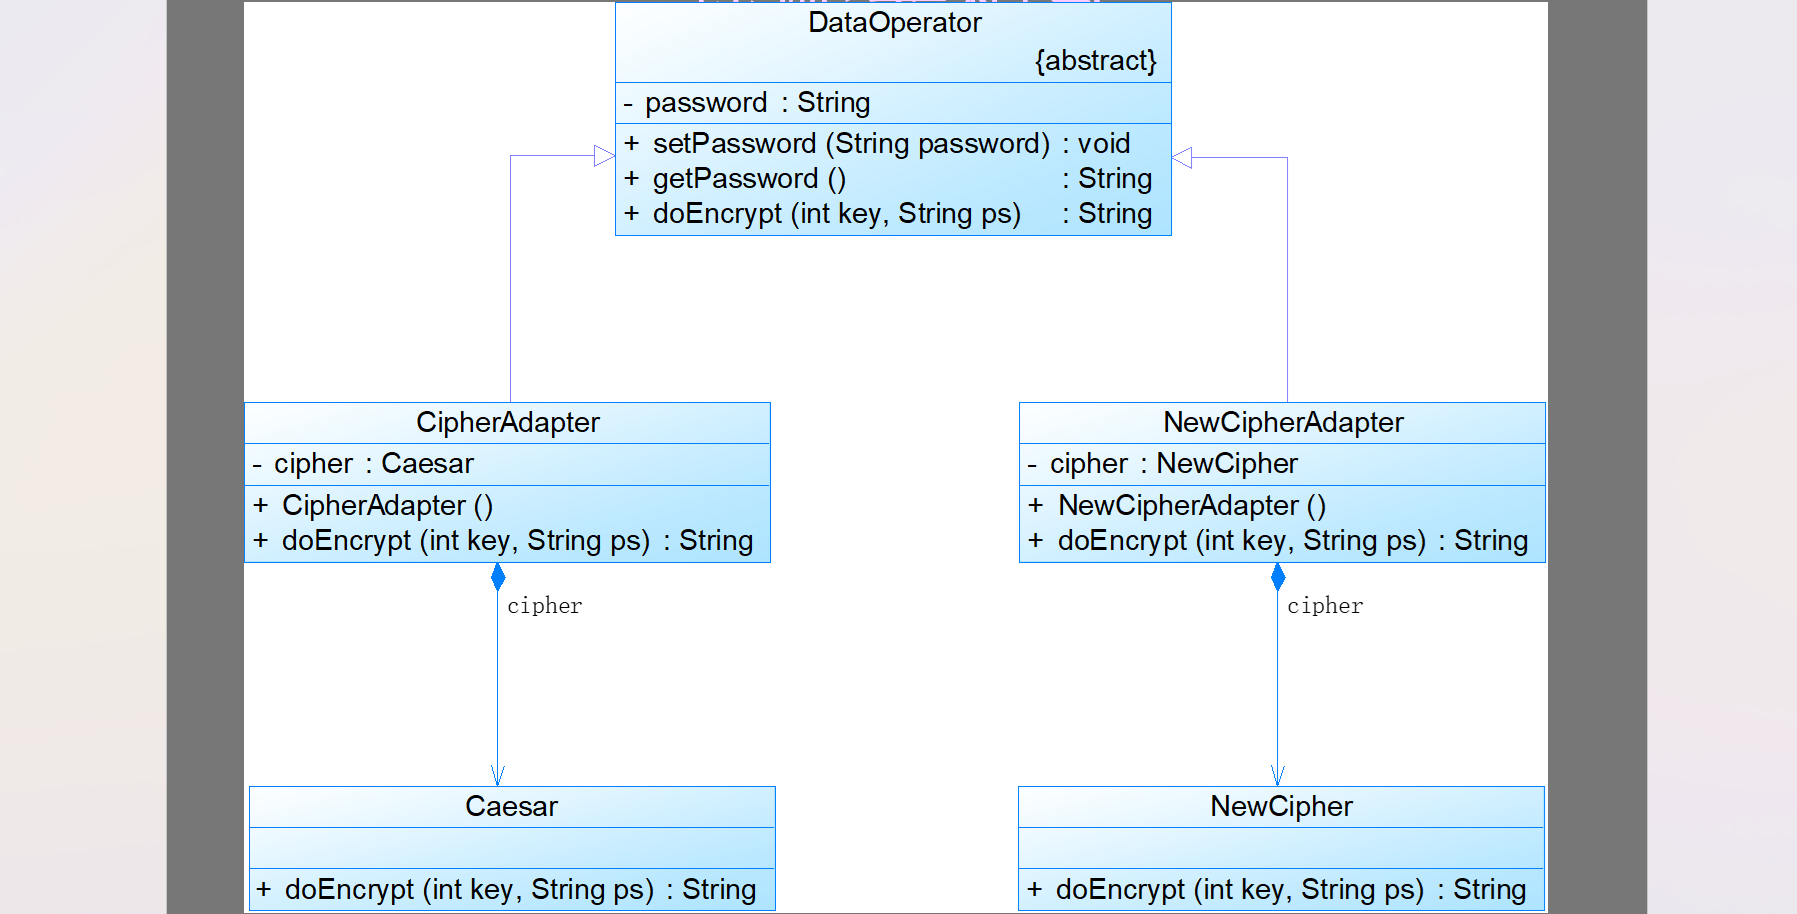 DataOperator
{abstract}
- password : String
+ setPassword (String password) : void
+ getPassword () : String
+ doEncrypt (int key, String ps) : String
CipherAdapter
- cipher : Caesar
+ CipherAdapter ()
+ doEncrypt (int key, String ps) : String
NewCipherAdapter
- cipher : NewCipher
+ NewCipherAdapter ()
+ doEncrypt (int key, String ps) : String
cipher
cipher
Caesar
+ doEncrypt (int key, String ps) : String
NewCipher
+ doEncrypt (int key, String ps) : String